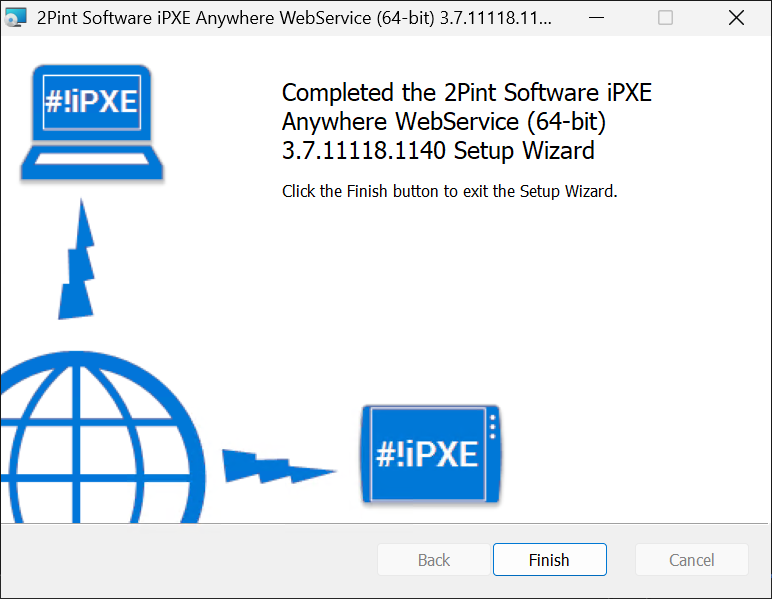 2Pint Software iPXE Anywhere WebService (64-bit) 3.7.11118.11...
#!iPXE
Completed the 2Pint Software iPXE
Anywhere WebService (64-bit)
3.7.11118.1140 Setup Wizard
Click the Finish button to exit the Setup Wizard.
#!iPXE
Back
Finish
Cancel